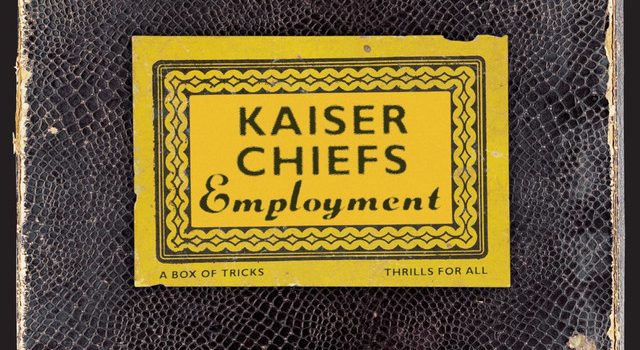 KAISER
CHIEFS
Employment
A BOX OF TRICKS
THRILLS FOR ALL